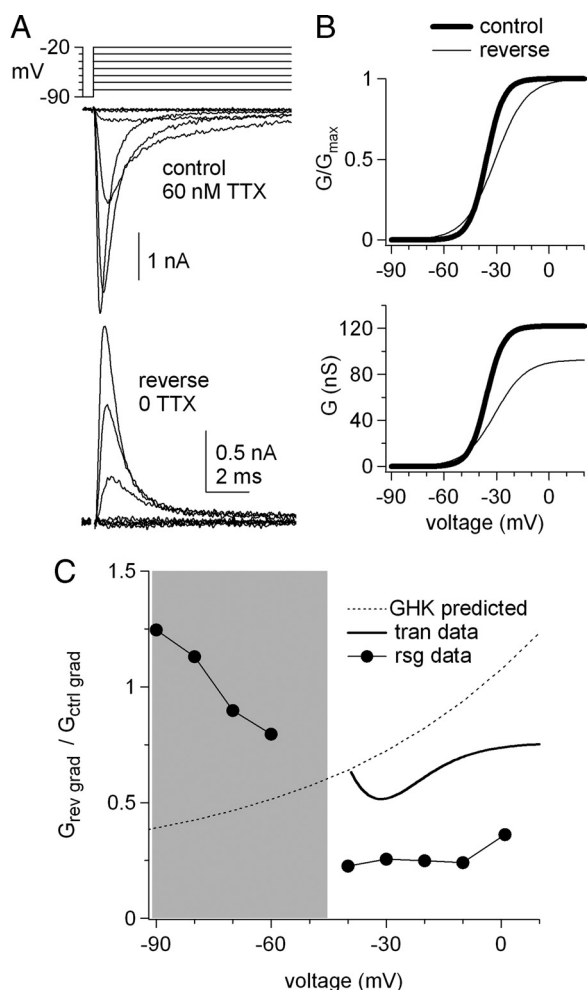 A
-20
mV
-90
control
60 nM TTX
1 nA
reverse
0 TTX
0.5 nA
2 ms
B
control
reverse
1
0.5
0
G/Gmax
-90
-60
-30
0
120
80
40
0
G (nS)
-90
-60
-30
0
voltage (mV)
C
1.5
1
0.5
0
Grev grad / Gctrl grad
GHK predicted
tran data
rsg data
-90
-60
-30
0
voltage (mV)